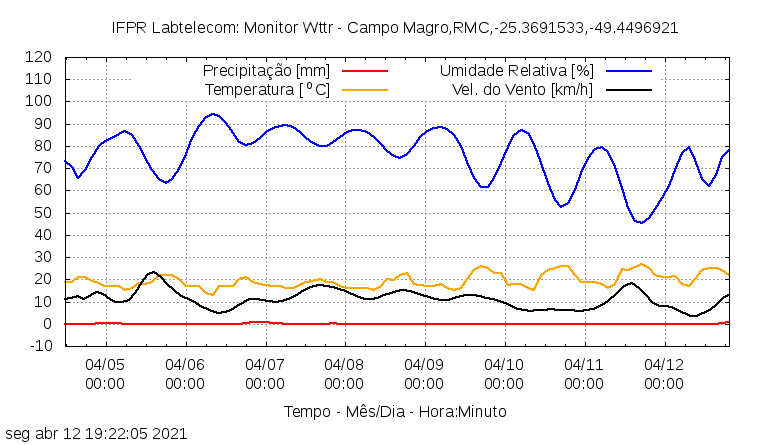 IFPR Labtelecom: Monitor Wttr - Campo Magro,RMC,-25.3691533,-49.4496921
Precipitação [mm]
Temperatura [ ⁰C]
Umidade Relativa [%]
Vel. do Vento [km/h]
120
110
100
90
80
70
60
50
40
30
20
10
0
-10
04/05 04/06 04/07 04/08 04/09 04/10 04/11 04/12
00:00 00:00 00:00 00:00 00:00 00:00 00:00 00:00
Tempo - Mês/Dia - Hora:Minuto
seg abr 12 19:22:05 2021